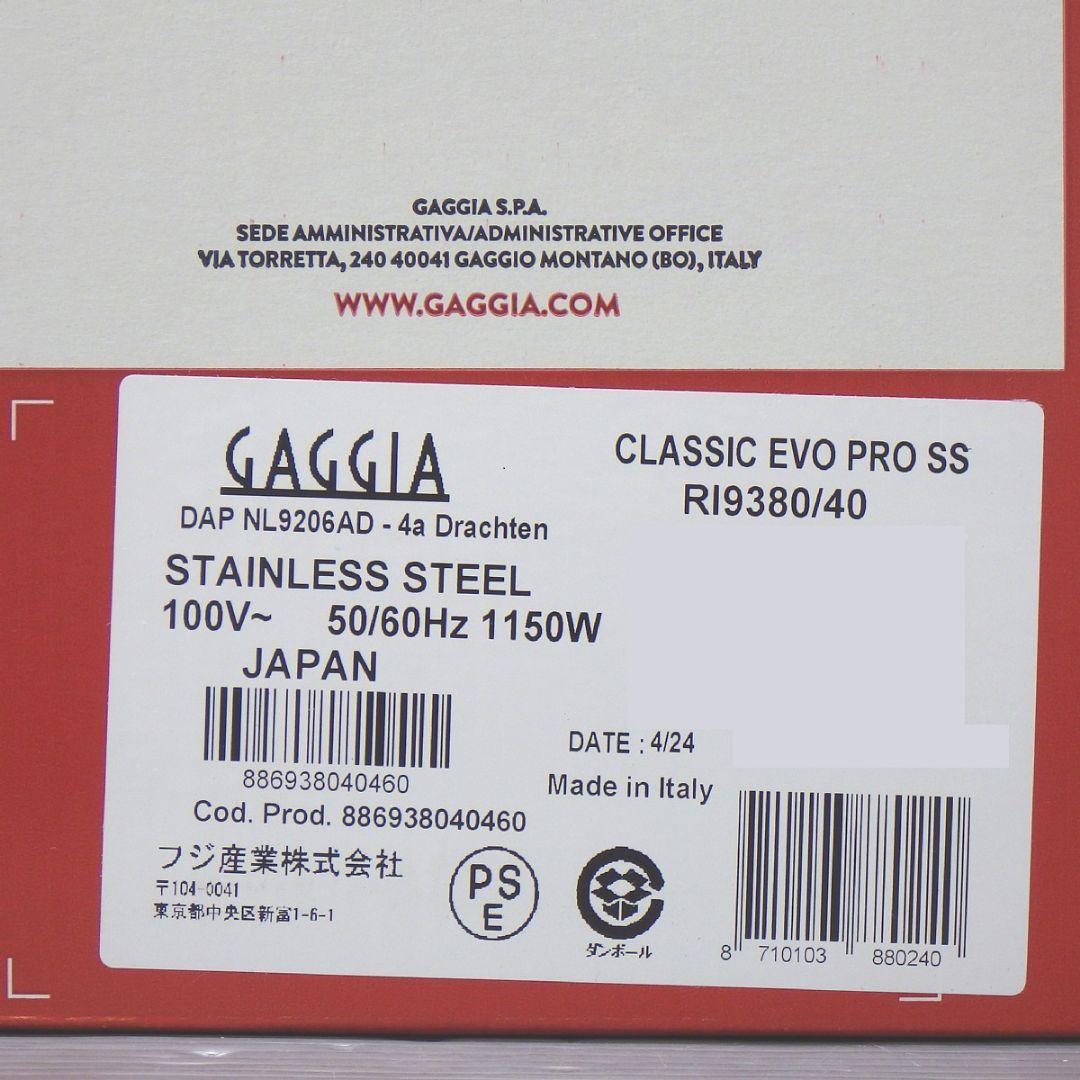 GAGGIA S.P.A.
SEDE AMMINISTRATIVA/ADMINISTRATIVE OFFICE
VIA TORRETTA, 240 40041 GAGGIO MONTANO (BO), ITALY
WWW.GAGGIA.COM
GAGGIA
DAP NL9206AD - 4a Drachten
CLASSIC EVO PRO SS
RI9380/40
STAINLESS STEEL
100V~ 50/60Hz 1150W
JAPAN
886938040460
Cod. Prod. 886938040460
DATE : 4/24
Made in Italy
フジ産業株式会社
〒104-0041
東京都中央区新富1-6-1
PS
E
ダンボール
8 710103 880240